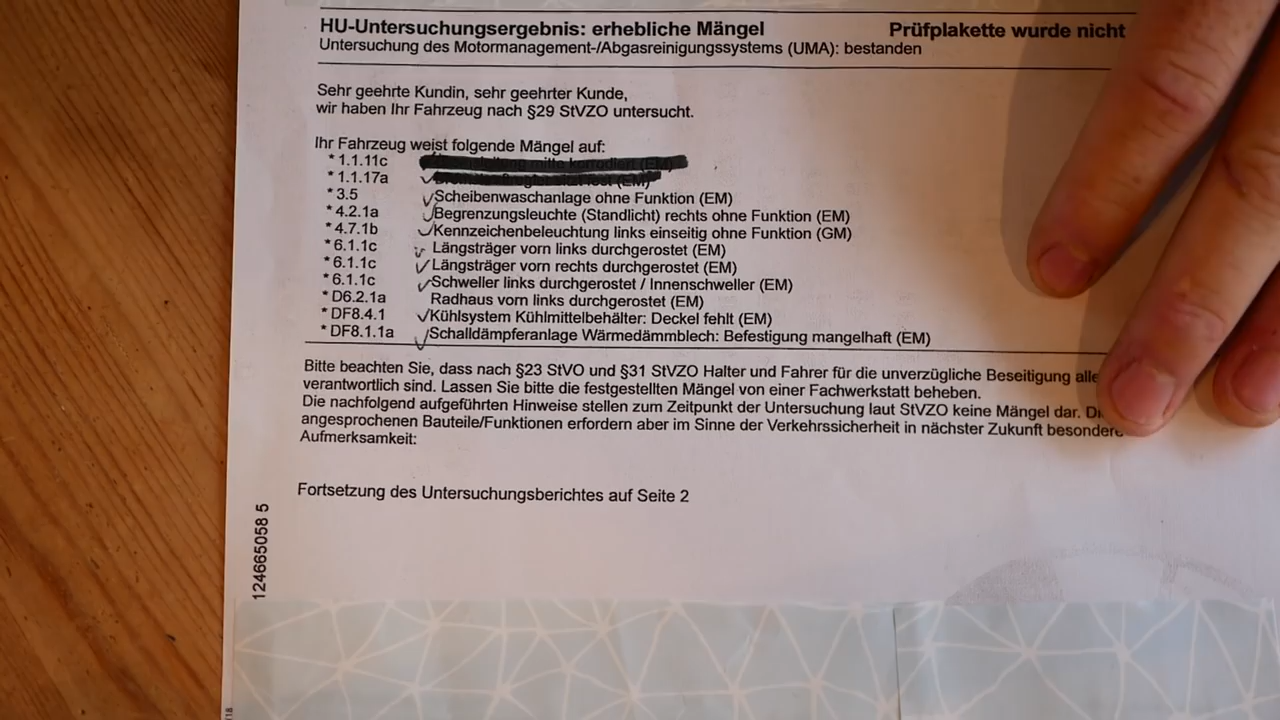 HU-Untersuchungsergebnis: erhebliche Mängel Prüfplakette wurde nicht
Untersuchung des Motormanagement-/Abgasreinigungssystems (UMA): bestanden
Sehr geehrte Kundin, sehr geehrter Kunde,
wir haben Ihr Fahrzeug nach §29 StVZO untersucht.
Ihr Fahrzeug weist folgende Mängel auf:
* 1.1.11c mitte korrodiert (EM)
* 1.1.17a (EM)
* 3.5 Scheibenwaschanlage ohne Funktion (EM)
* 4.2.1a Begrenzungsleuchte (Standlicht) rechts ohne Funktion (EM)
* 4.7.1b Kennzeichenbeleuchtung links einseitig ohne Funktion (GM)
* 6.1.1c Längsträger vorn links durchgerostet (EM)
* 6.1.1c Längsträger vorn rechts durchgerostet (EM)
* 6.1.1c Schweller links durchgerostet / Innenschweller (EM)
* D6.2.1a Radhaus vorn links durchgerostet (EM)
* DF8.4.1 Kühlsystem Kühlmittelbehälter: Deckel fehlt (EM)
* DF8.1.1a Schalldämpferanlage Wärmedämmblech: Befestigung mangelhaft (EM)
Bitte beachten Sie, dass nach §23 StVO und §31 StVZO Halter und Fahrer für die unverzügliche Beseitigung alle
verantwortlich sind. Lassen Sie bitte die festgestellten Mängel von einer Fachwerkstatt beheben.
Die nachfolgend aufgeführten Hinweise stellen zum Zeitpunkt der Untersuchung laut StVZO keine Mängel dar.
angesprochenen Bauteile/Funktionen erfordern aber im Sinne der Verkehrssicherheit in nächster Zukunft besondere
Aufmerksamkeit:
Fortsetzung des Untersuchungsberichtes auf Seite 2
124665058 5